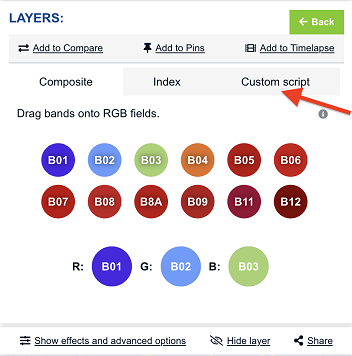 LAYERS:
Back
Add to Compare Add to Pins Add to Timelapse
Composite Index Custom script
Drag bands onto RGB fields.
B01 B02 B03 B04 B05 B06
B07 B08 B8A B09 B11 B12
R: B01 G: B02 B: B03
Show effects and advanced options Hide layer Share